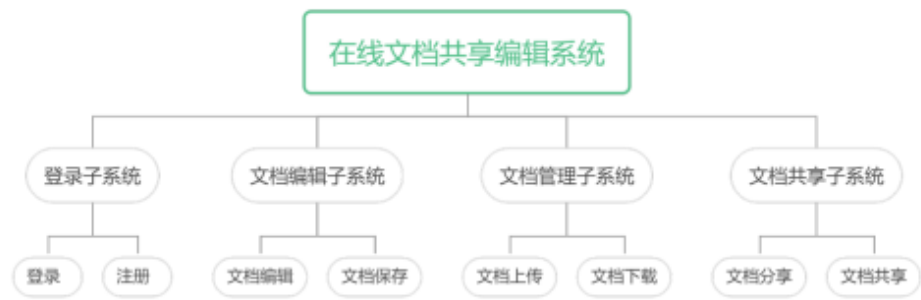 在线文档共享编辑系统
登录子系统
文档编辑子系统
文档管理子系统
文档共享子系统
登录
注册
文档编辑
文档保存
文档上传
文档下载
文档分享
文档共享